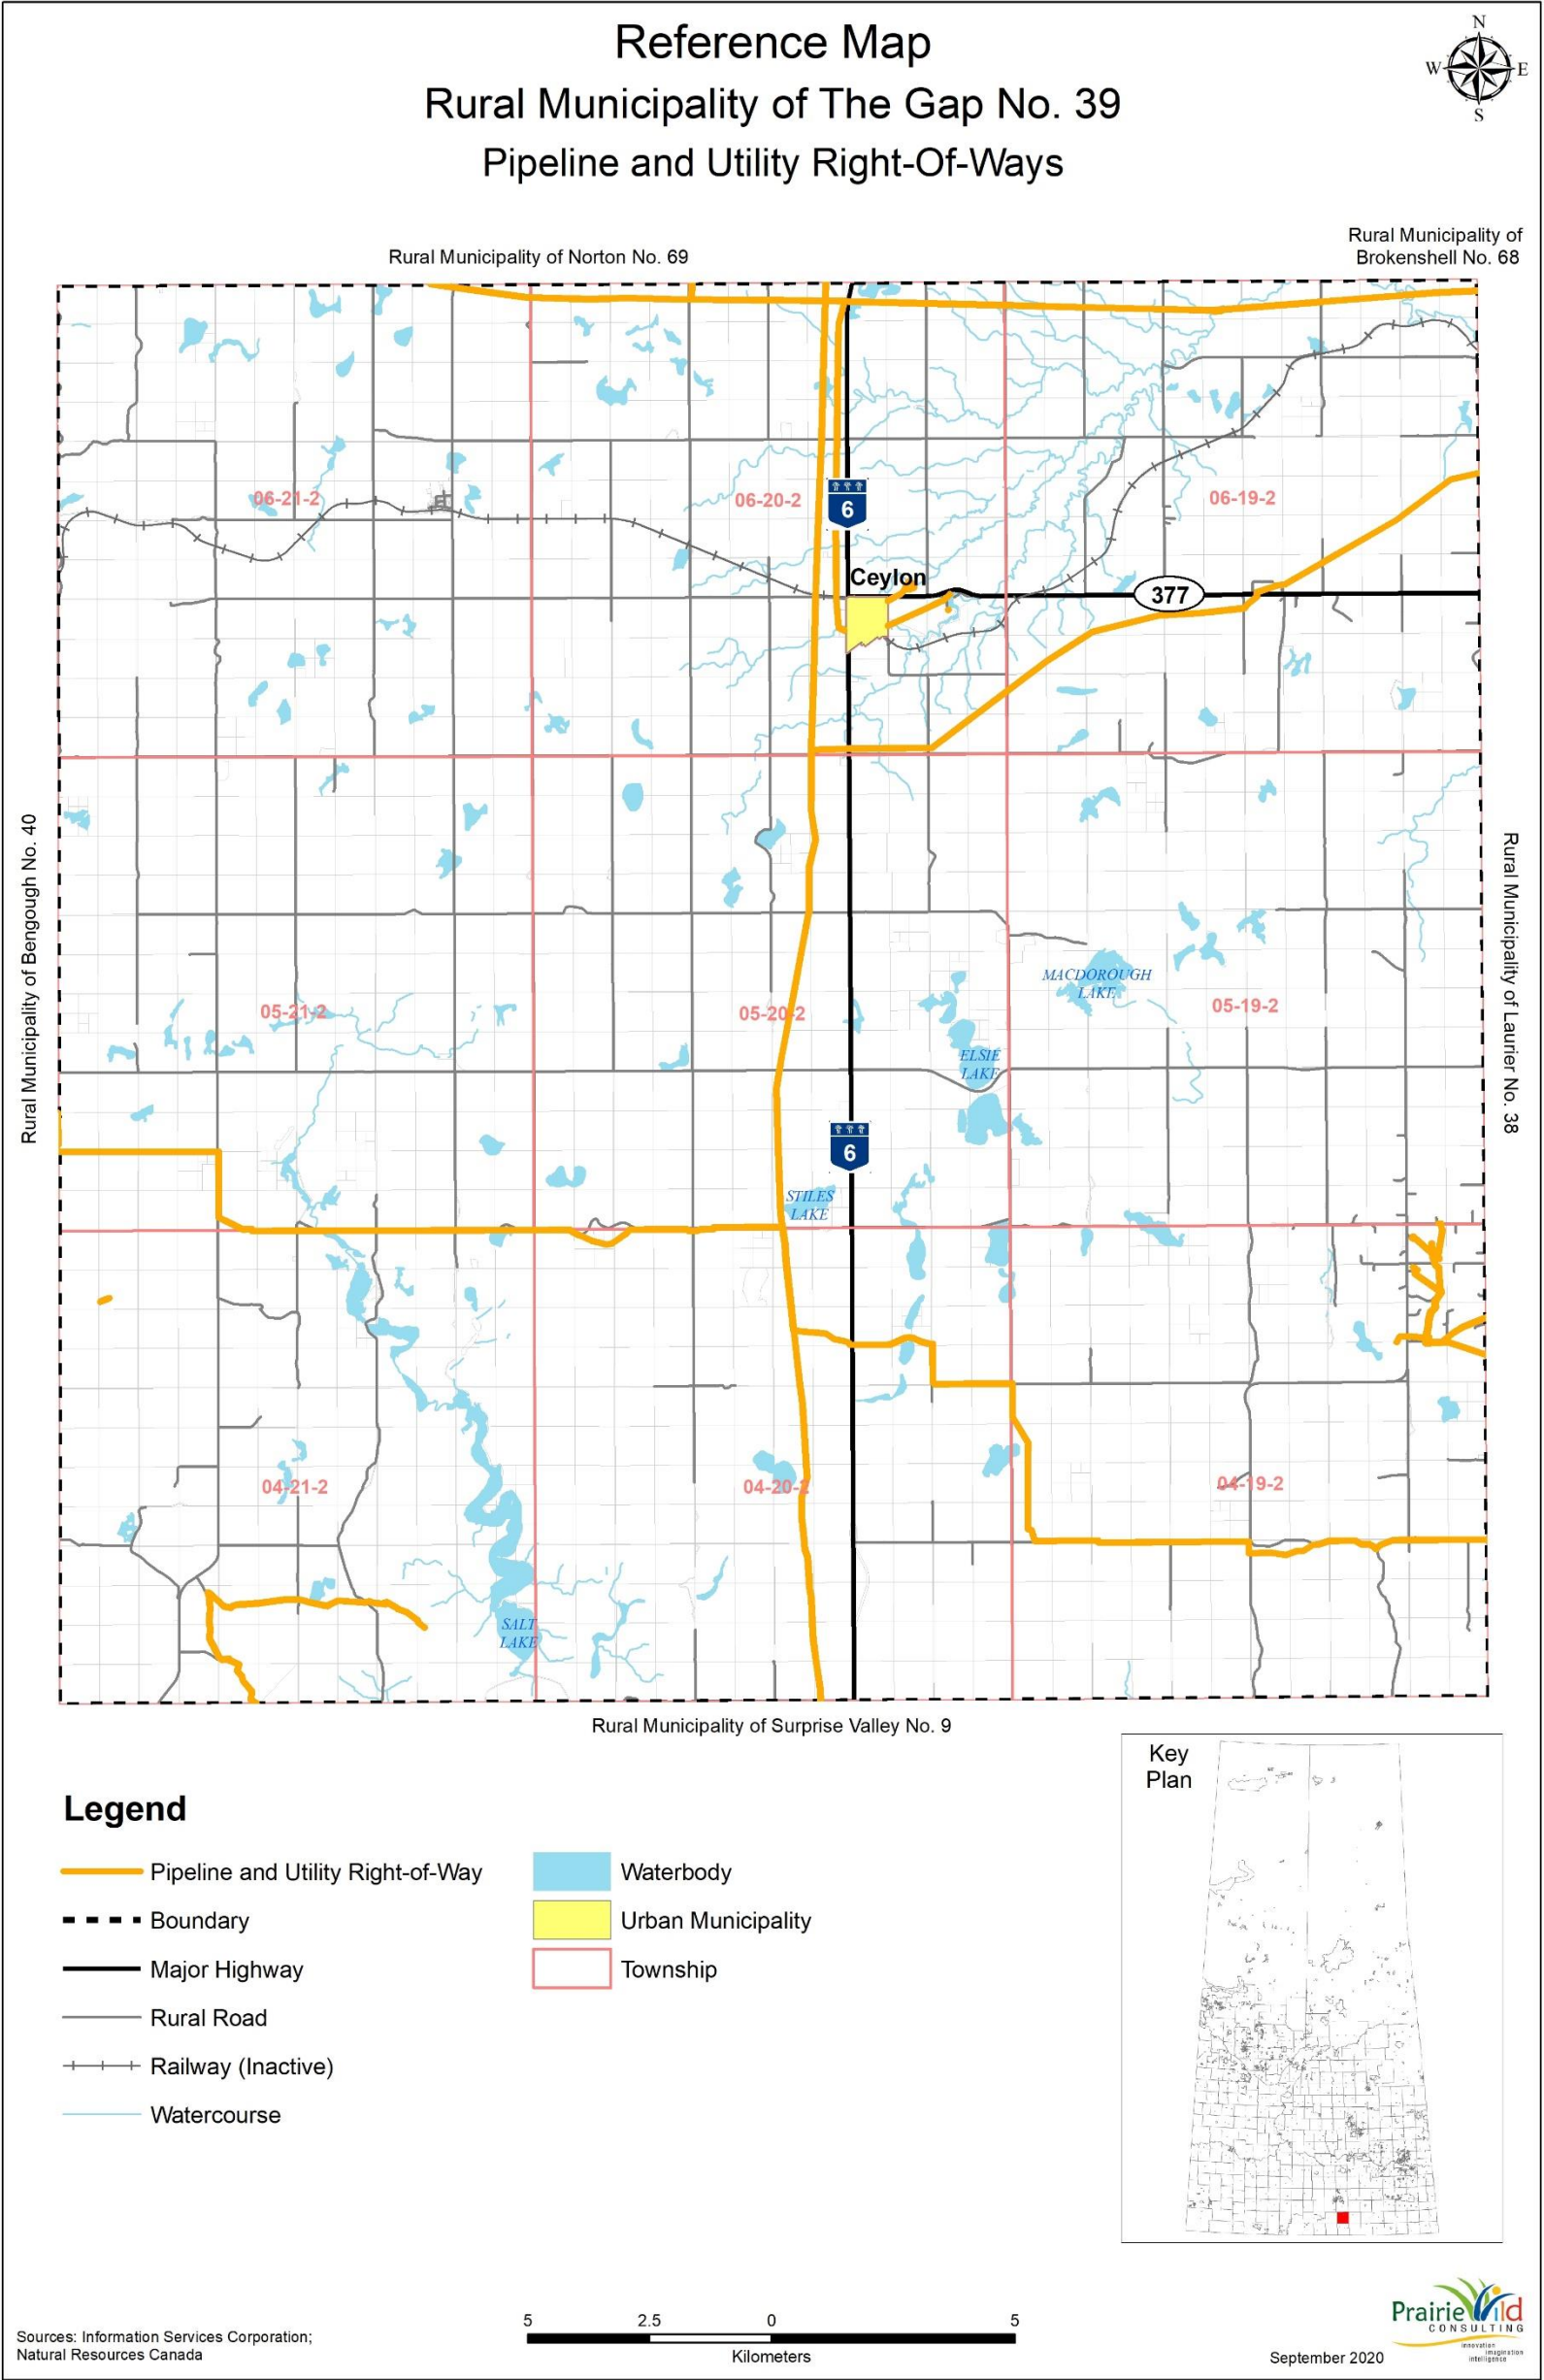 Reference Map
Rural Municipality of The Gap No. 39
Pipeline and Utility Right-Of-Ways
N
W
E
S
Rural Municipality of Norton No. 69
Rural Municipality of
Brokenshell No. 68
Rural Municipality of Bengough No. 40
Rural Municipality of Laurier No. 38
06-21-2
06-20-2
6
06-19-2
Ceylon
377
MACDOROUGH
LAKE
05-21-2
05-20-2
05-19-2
ELSIE
LAKE
6
STILES
LAKE
04-21-2
04-20-2
04-19-2
SALT
LAKE
Rural Municipality of Surprise Valley No. 9
Key
Plan
Legend
Pipeline and Utility Right-of-Way
Boundary
Major Highway
Rural Road
Railway (Inactive)
Watercourse
Waterbody
Urban Municipality
Township
5
2.5
0
5
Kilometers
Sources: Information Services Corporation;
Natural Resources Canada
September 2020
PrairieWild
CONSULTING
innovation
imagination
intelligence